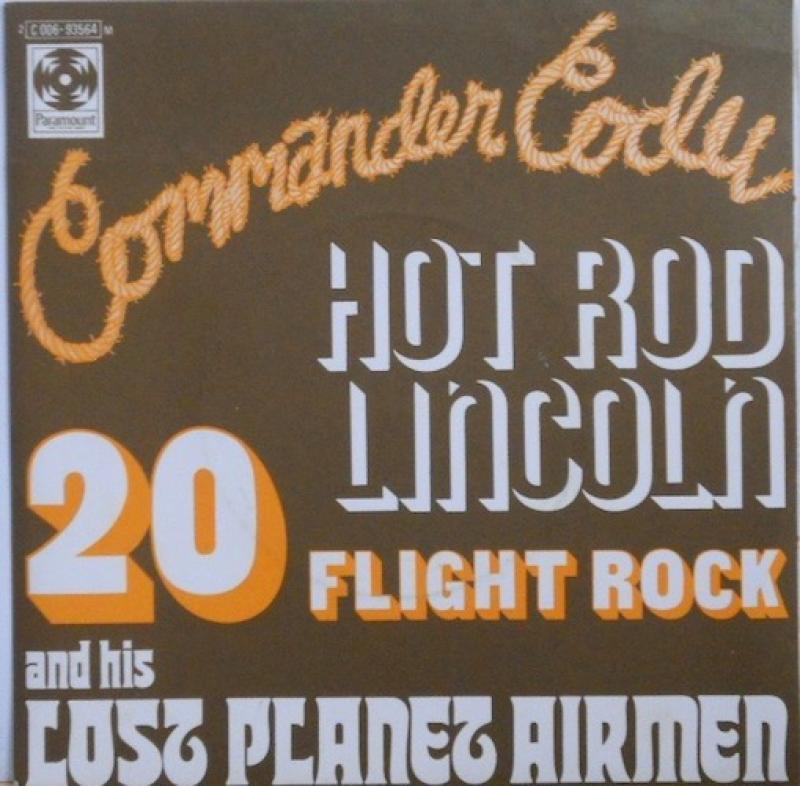 2 C 006-93564 M
Paramount
Commander Cody
HOT ROD
LINCOLN
20 FLIGHT ROCK
and his
LOST PLANET AIRMEN